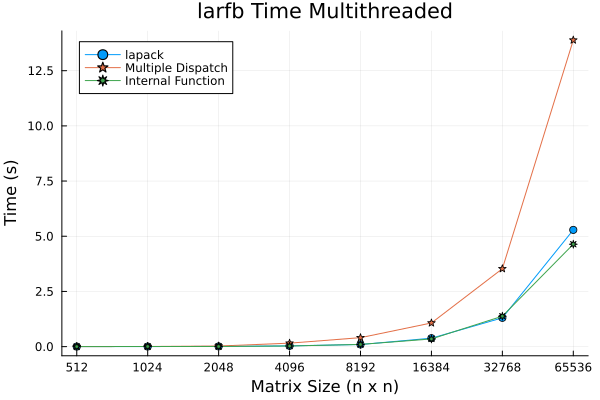 larfb Time Multithreaded
lapack
Multiple Dispatch
Internal Function
Time (s)
12.5
10.0
7.5
5.0
2.5
0.0
512 1024 2048 4096 8192 16384 32768 65536
Matrix Size (n x n)